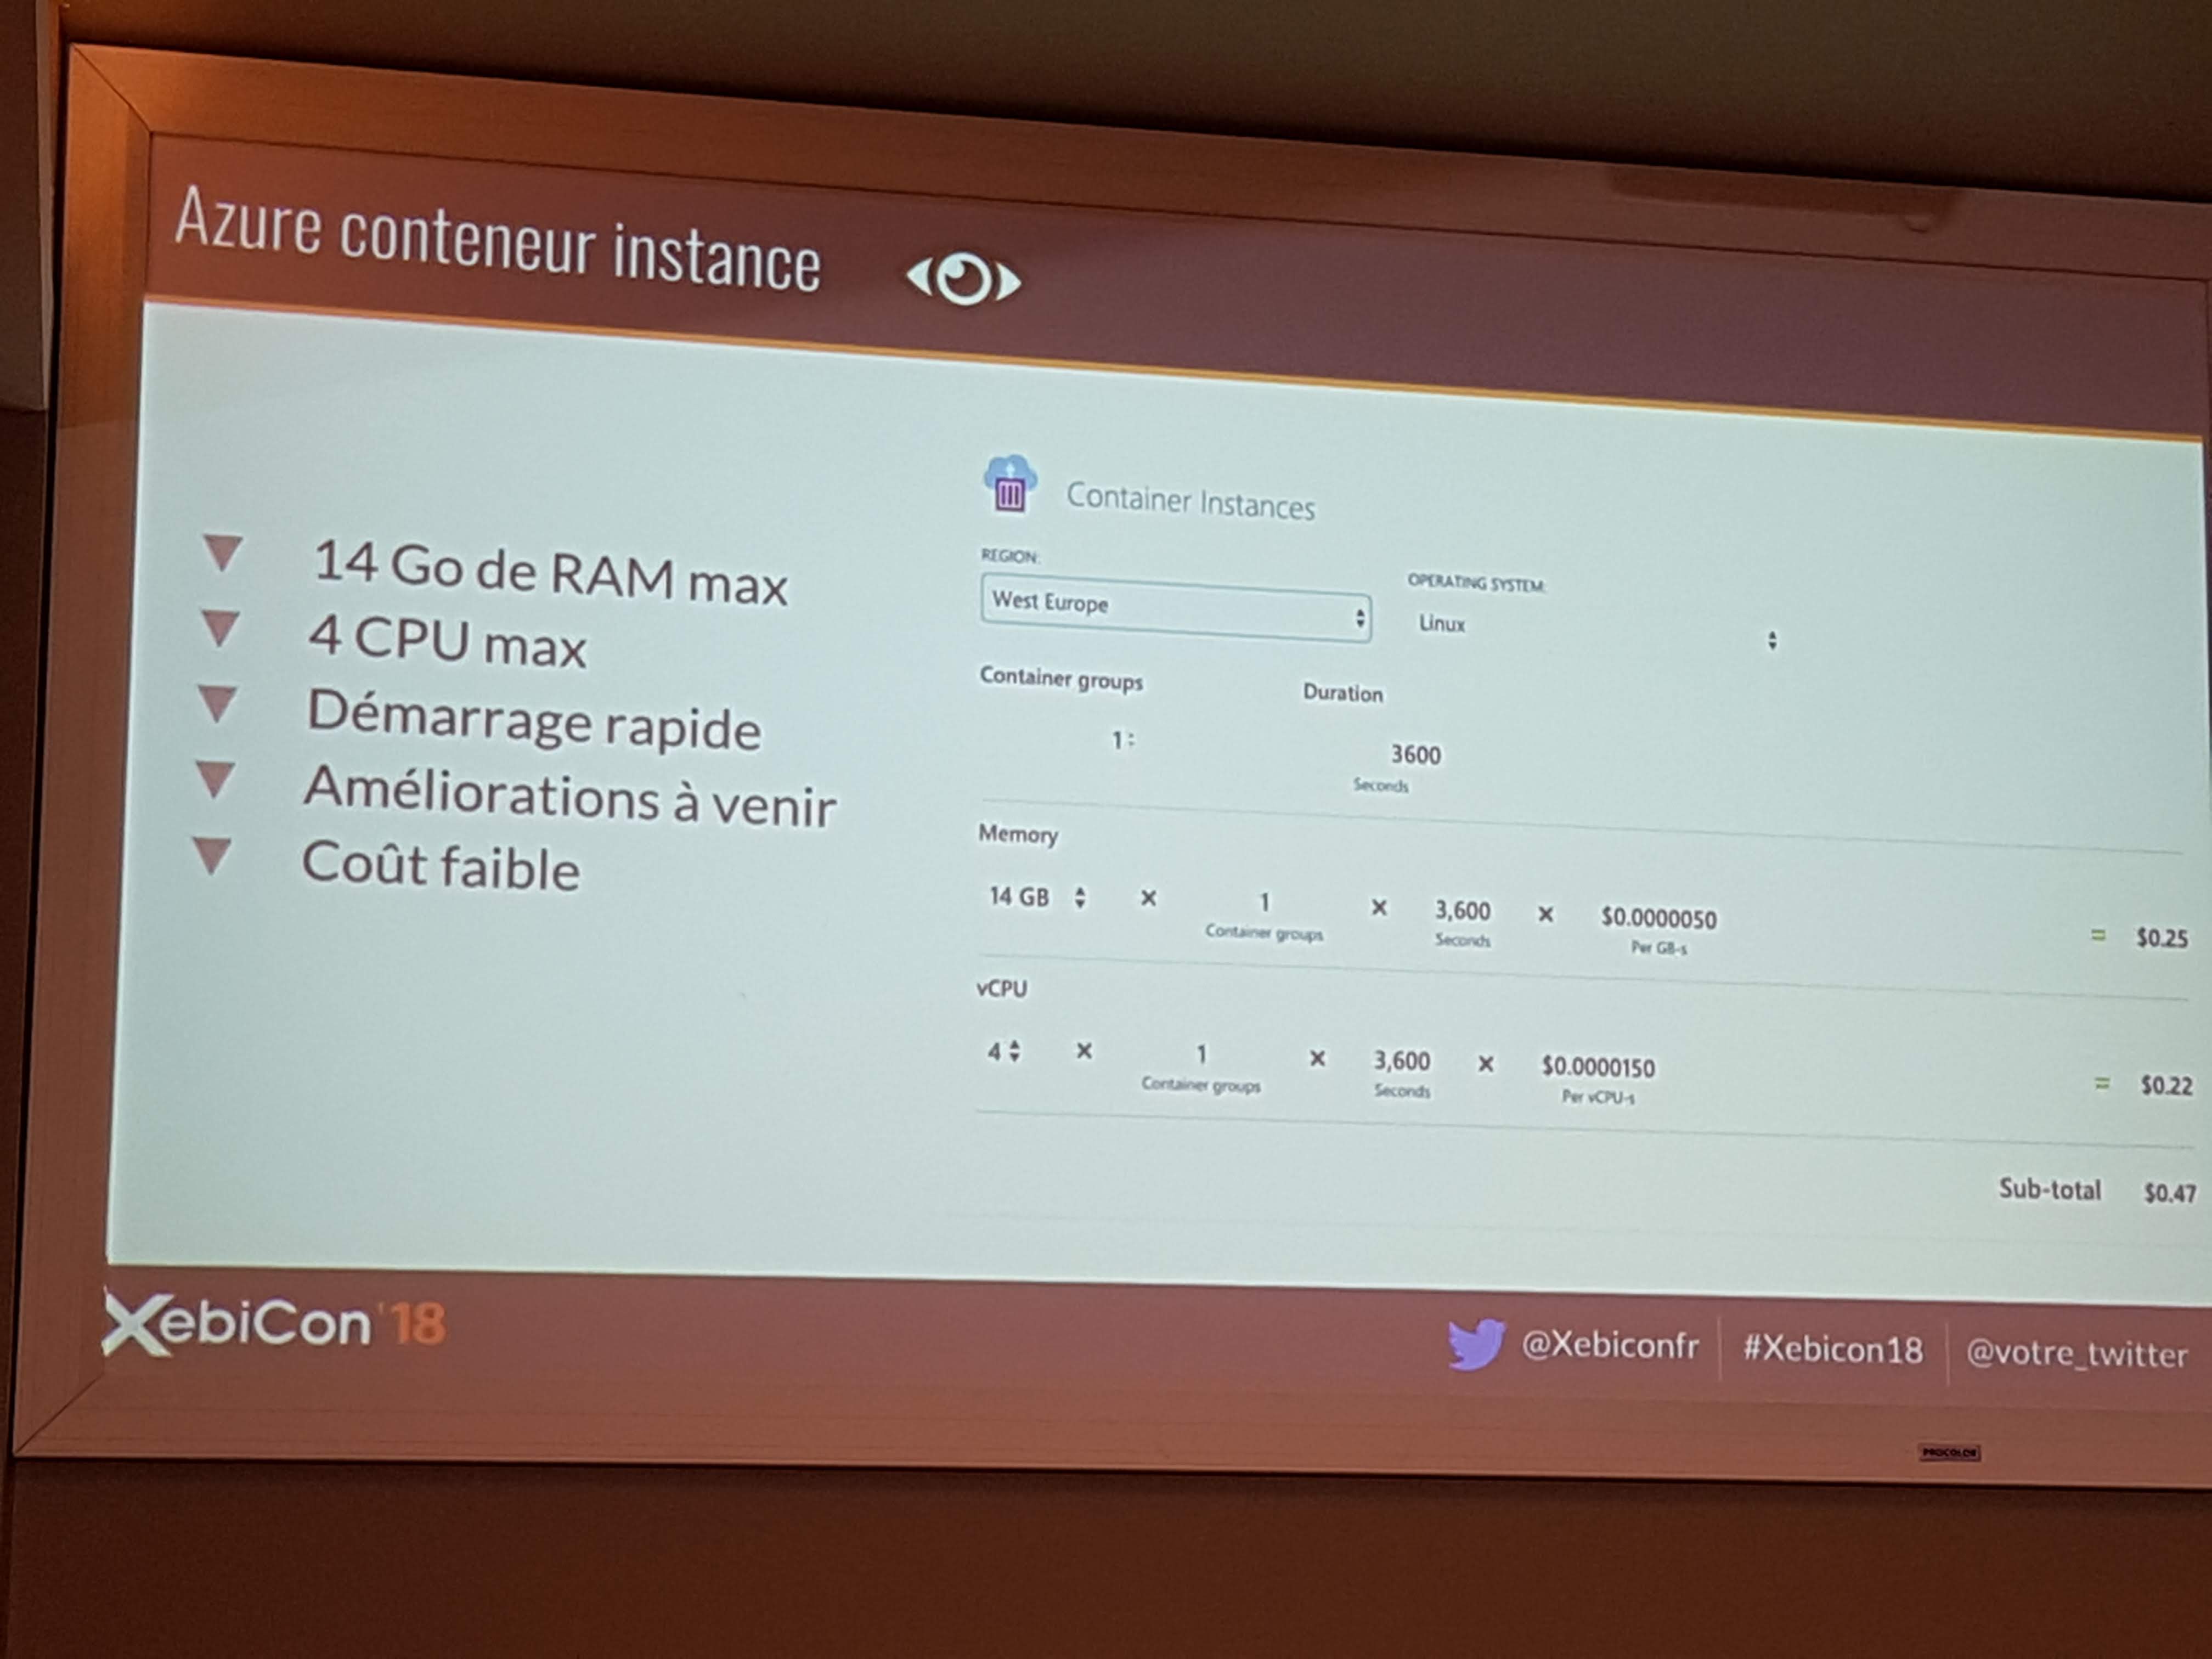 Azure conteneur instance
14 Go de RAM max
4 CPU max
Démarrage rapide
Améliorations à venir
Coût faible
Container Instances
REGION:
West Europe
OPERATING SYSTEM:
Linux
Container groups
Duration
1
3600
Seconds
Memory
14 GB × 1 × 3,600 × $0.0000050 = $0.25
Container groups Seconds Per GB-s
vCPU
4 × 1 × 3,600 × $0.0000150 = $0.22
Container groups Seconds Per vCPU-s
Sub-total $0.47
XebiCon'18
@Xebiconfr #Xebicon18 @votre_twitter
PROCOLOR